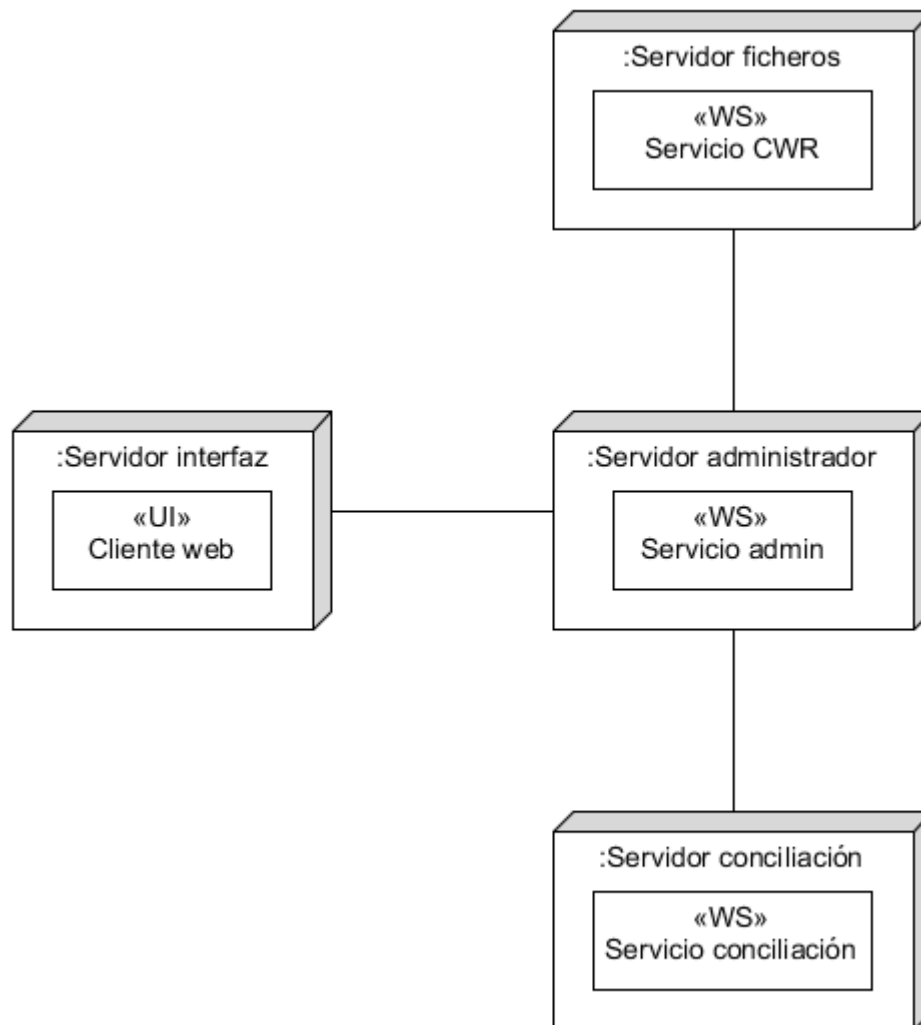 :Servidor ficheros
«WS»
Servicio CWR
:Servidor interfaz
«UI»
Cliente web
:Servidor administrador
«WS»
Servicio admin
:Servidor conciliación
«WS»
Servicio conciliación